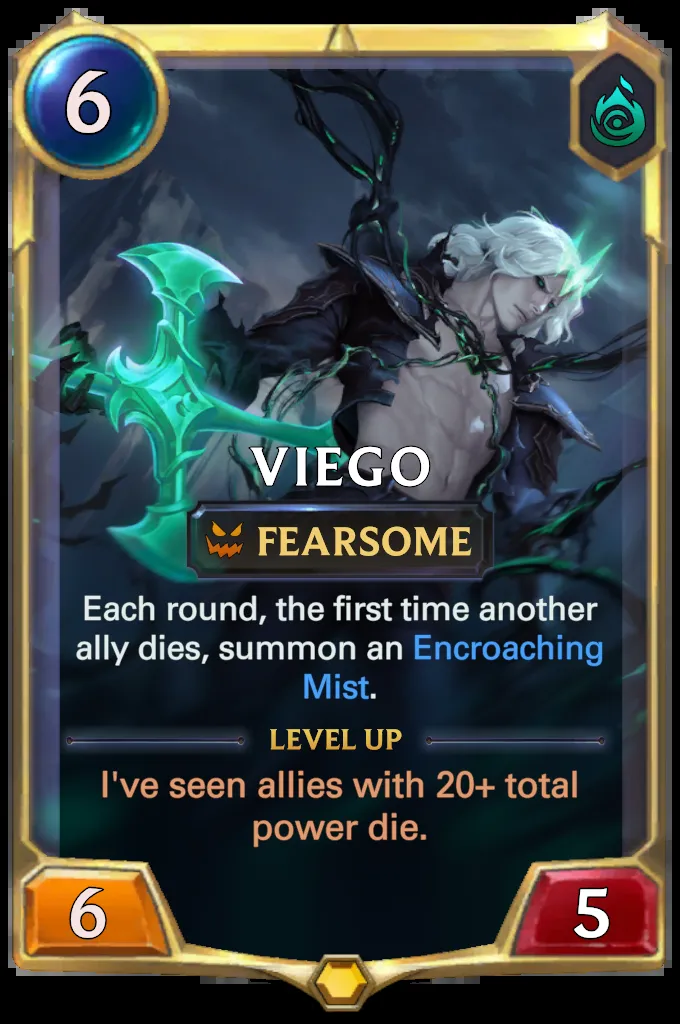 6
VIEGO
FEARSOME
Each round, the first time another
ally dies, summon an Encroaching
Mist.
LEVEL UP
I've seen allies with 20+ total
power die.
6
5